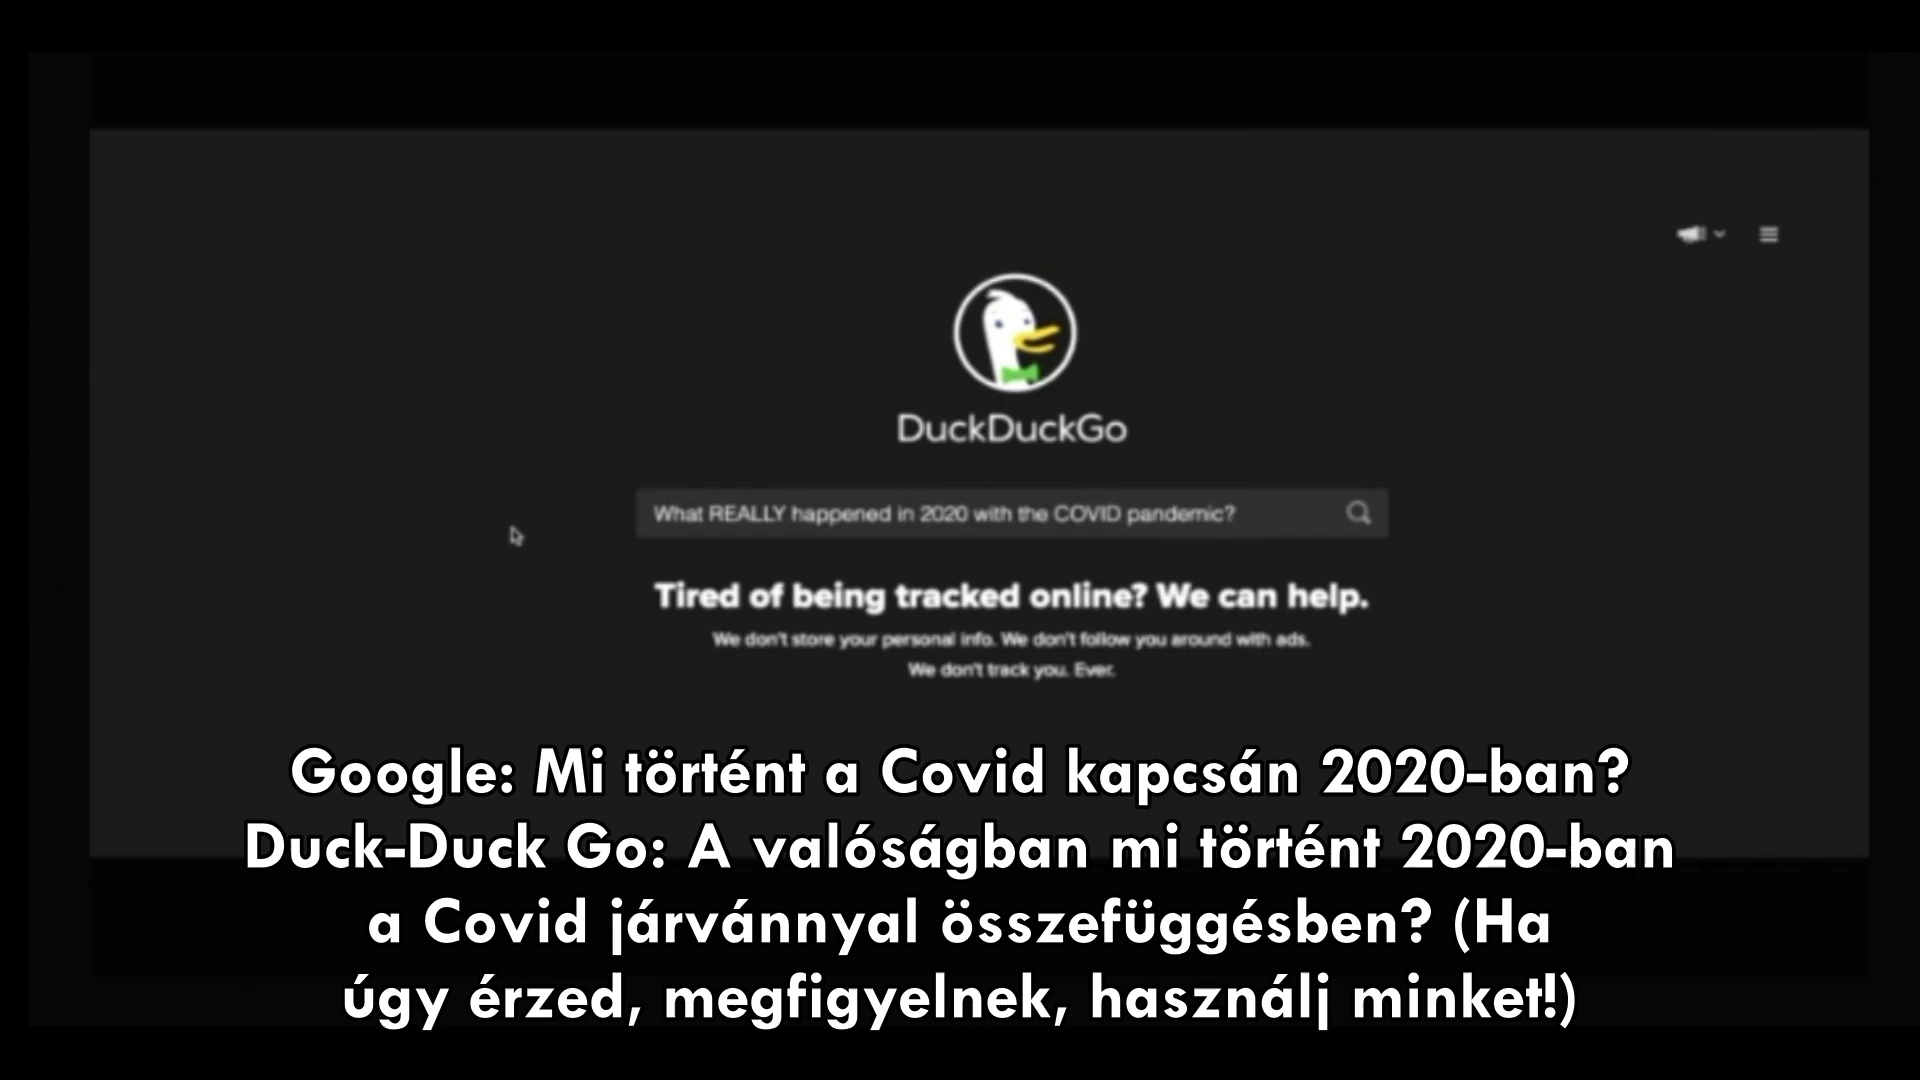 DuckDuckGo
What REALLY happened in 2020 with the COVID pandemic?
Tired of being tracked online? We can help.
We don't store your personal info. We don't follow you around with ads.
We don't track you. Ever.
Google: Mi történt a Covid kapcsán 2020-ban?
Duck-Duck Go: A valóságban mi történt 2020-ban
a Covid járvánnyal összefüggésben? (Ha
úgy érzed, megfigyelnek, használj minket!)